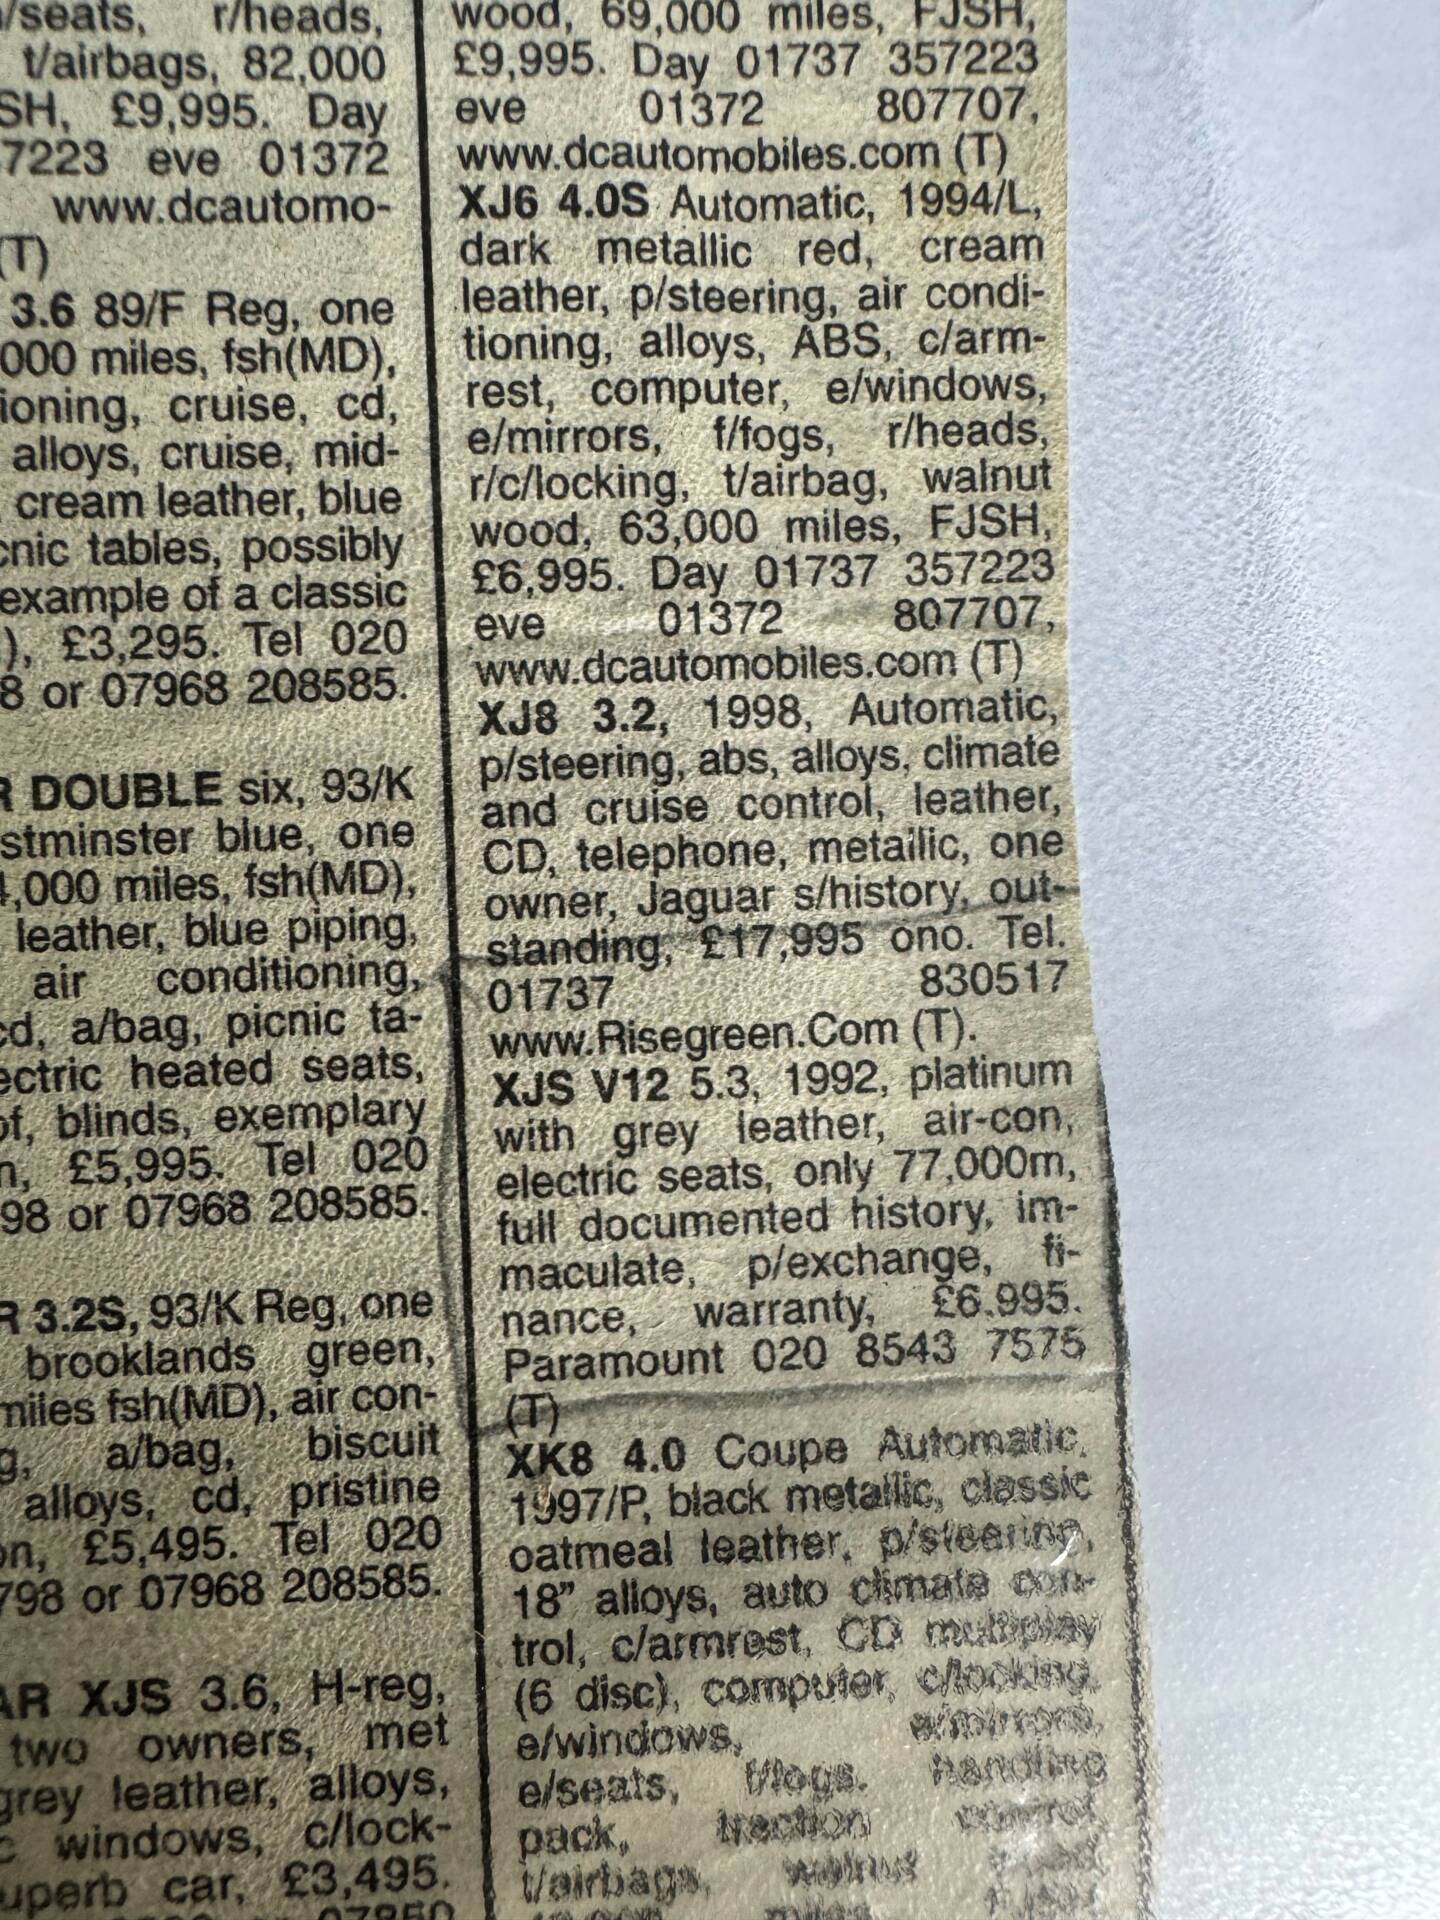 /seats, r/heads,
t/airbags, 82,000
SH, £9,995. Day
7223 eve 01372
www.dcautomo-
(T)
3.6 89/F Reg, one
000 miles, fsh(MD),
ioning, cruise, cd,
alloys, cruise, mid-
cream leather, blue
cnic tables, possibly
example of a classic
), £3,295. Tel 020
8 or 07968 208585.
R DOUBLE six, 93/K
stminster blue, one
4,000 miles, fsh(MD),
leather, blue piping,
air conditioning,
cd, a/bag, picnic ta-
ectric heated seats,
of, blinds, exemplary
n, £5,995. Tel 020
98 or 07968 208585.
R 3.2S, 93/K Reg, one
brooklands green,
miles fsh(MD), air con-
g, a/bag, biscuit
alloys, cd, pristine
on, £5,495. Tel 020
798 or 07968 208585.
AR XJS 3.6, H-reg,
two owners, met
grey leather, alloys,
c windows, c/lock-
uperb car, £3,495.
07850
wood, 69,000 miles, FJSH,
£9,995. Day 01737 357223
eve 01372 807707,
www.dcautomobiles.com (T)
XJ6 4.0S Automatic, 1994/L,
dark metallic red, cream
leather, p/steering, air condi-
tioning, alloys, ABS, c/arm-
rest, computer, e/windows,
e/mirrors, f/fogs, r/heads,
r/c/locking, t/airbag, walnut
wood, 63,000 miles, FJSH,
£6,995. Day 01737 357223
eve 01372 807707,
www.dcautomobiles.com (T)
XJ8 3.2, 1998, Automatic,
p/steering, abs, alloys, climate
and cruise control, leather,
CD, telephone, metallic, one
owner, Jaguar s/history, out-
standing, £17,995 ono. Tel.
01737 830517
www.Risegreen.Com (T).
XJS V12 5.3, 1992, platinum
with grey leather, air-con,
electric seats, only 77,000m,
full documented history, im-
maculate, p/exchange, fi-
nance, warranty, £6.995.
Paramount 020 8543 7575
(T)
XK8 4.0 Coupe Automatic,
1997/P, black metallic, classic
oatmeal leather, p/steering,
18” alloys, auto climate con-
trol, c/armrest, CD multiplay
(6 disc), computer, c/locking,
e/windows, e/mirrors,
e/seats, f/fogs, handling
pack, traction control,
t/airbags, walnut wood
miles